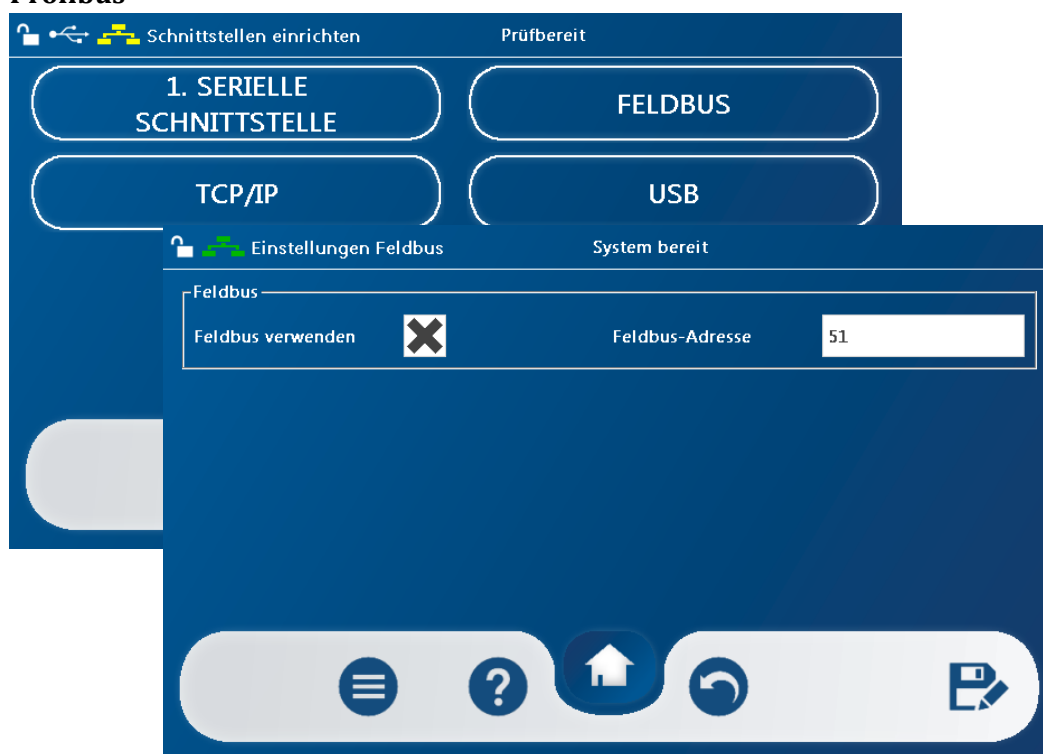 Profibus
Schnittstellen einrichten
Prüfbereit
1. SERIELLE
SCHNITTSTELLE
FELDBUS
TCP/IP
USB
Einstellungen Feldbus
System bereit
Feldbus
Feldbus verwenden
Feldbus-Adresse
51